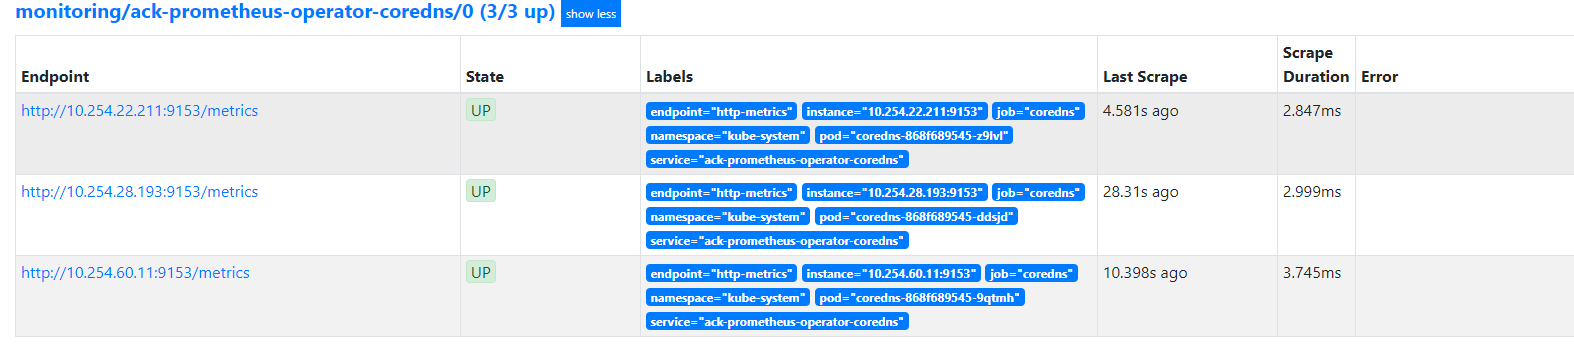 monitoring/ack-prometheus-operator-coredns/0 (3/3 up) show less
Endpoint State Labels Last Scrape Scrape Duration Error
http://10.254.22.211:9153/metrics UP endpoint="http-metrics" instance="10.254.22.211:9153" job="coredns" 4.581s ago 2.847ms
namespace="kube-system" pod="coredns-868f689545-z9lvl"
service="ack-prometheus-operator-coredns"
http://10.254.28.193:9153/metrics UP endpoint="http-metrics" instance="10.254.28.193:9153" job="coredns" 28.31s ago 2.999ms
namespace="kube-system" pod="coredns-868f689545-ddsjd"
service="ack-prometheus-operator-coredns"
http://10.254.60.11:9153/metrics UP endpoint="http-metrics" instance="10.254.60.11:9153" job="coredns" 10.398s ago 3.745ms
namespace="kube-system" pod="coredns-868f689545-9qtmh"
service="ack-prometheus-operator-coredns"